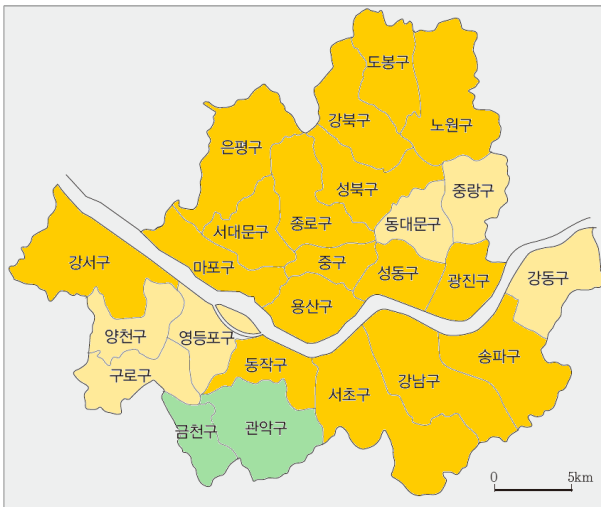 도봉구
강북구
노원구
은평구
성북구
중랑구
서대문구
종로구
동대문구
강서구
마포구
중구
성동구
광진구
강동구
용산구
양천구
영등포구
송파구
동작구
구로구
서초구
강남구
금천구
관악구
0 5km